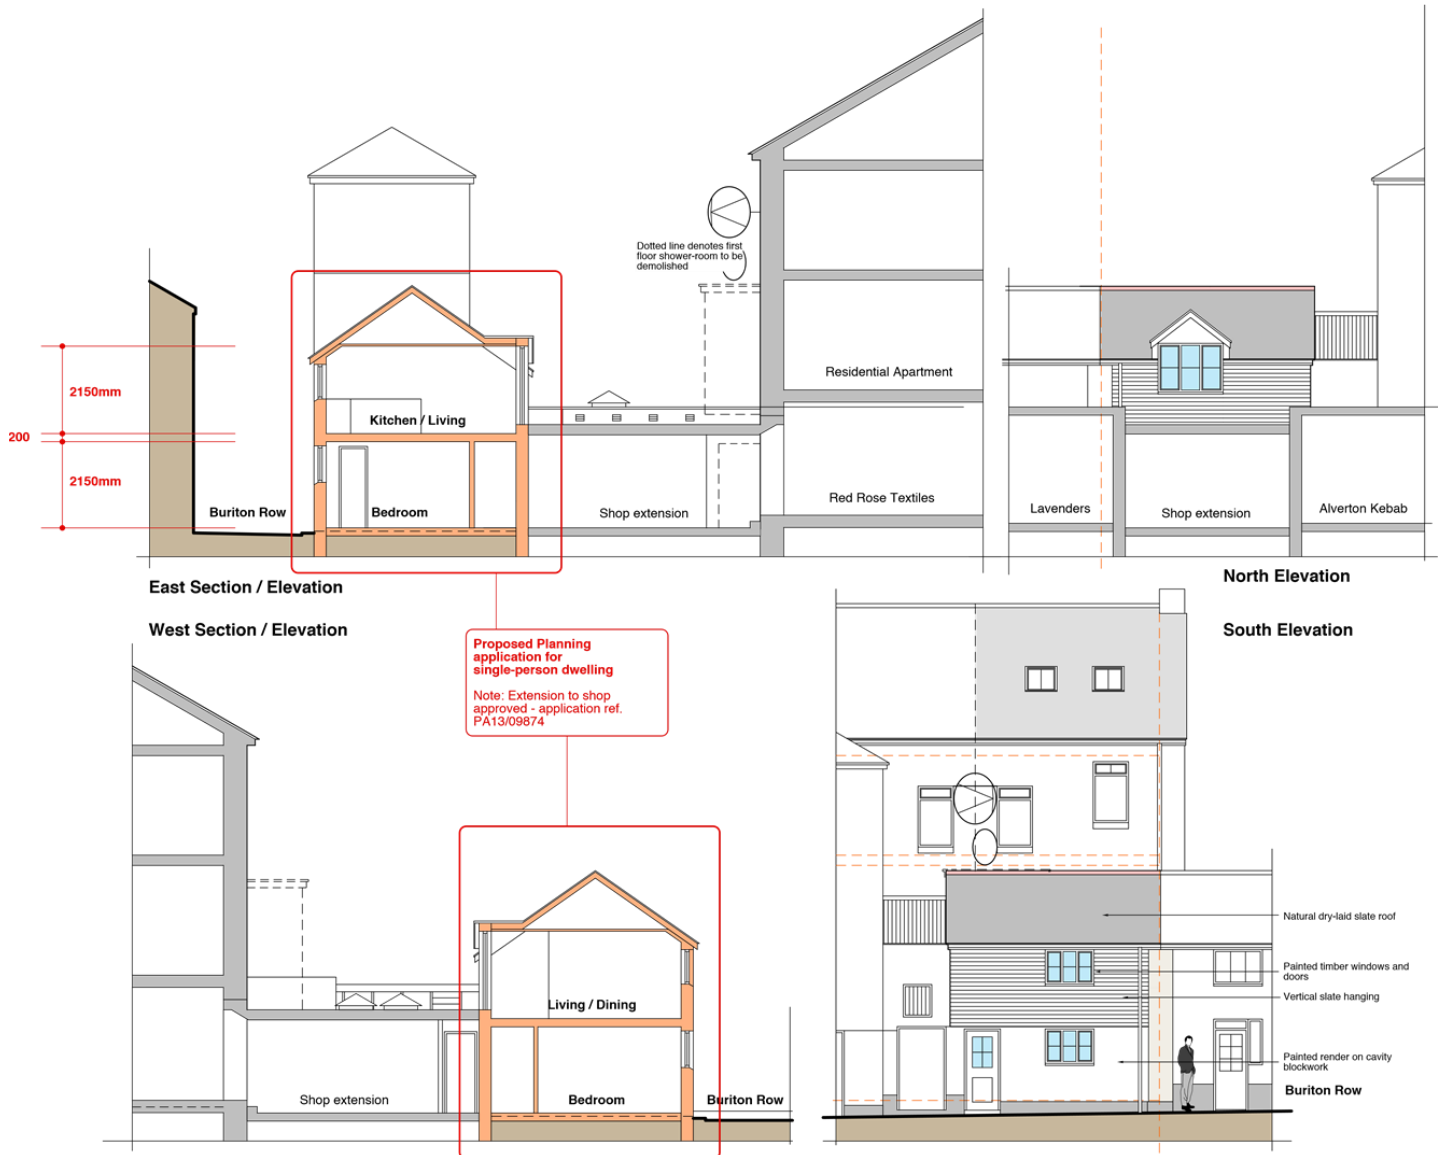 Dotted line denotes first
floor shower-room to be
demolished
2150mm
200
2150mm
Kitchen / Living
Buriton Row
Bedroom
Shop extension
Residential Apartment
Red Rose Textiles
Lavenders
Shop extension
Alverton Kebab
East Section / Elevation
North Elevation
West Section / Elevation
South Elevation
Proposed Planning
application for
single-person dwelling
Note: Extension to shop
approved - application ref.
PA13/09874
Living / Dining
Shop extension
Bedroom
Buriton Row
Natural dry-laid slate roof
Painted timber windows and
doors
Vertical slate hanging
Painted render on cavity
blockwork
Buriton Row